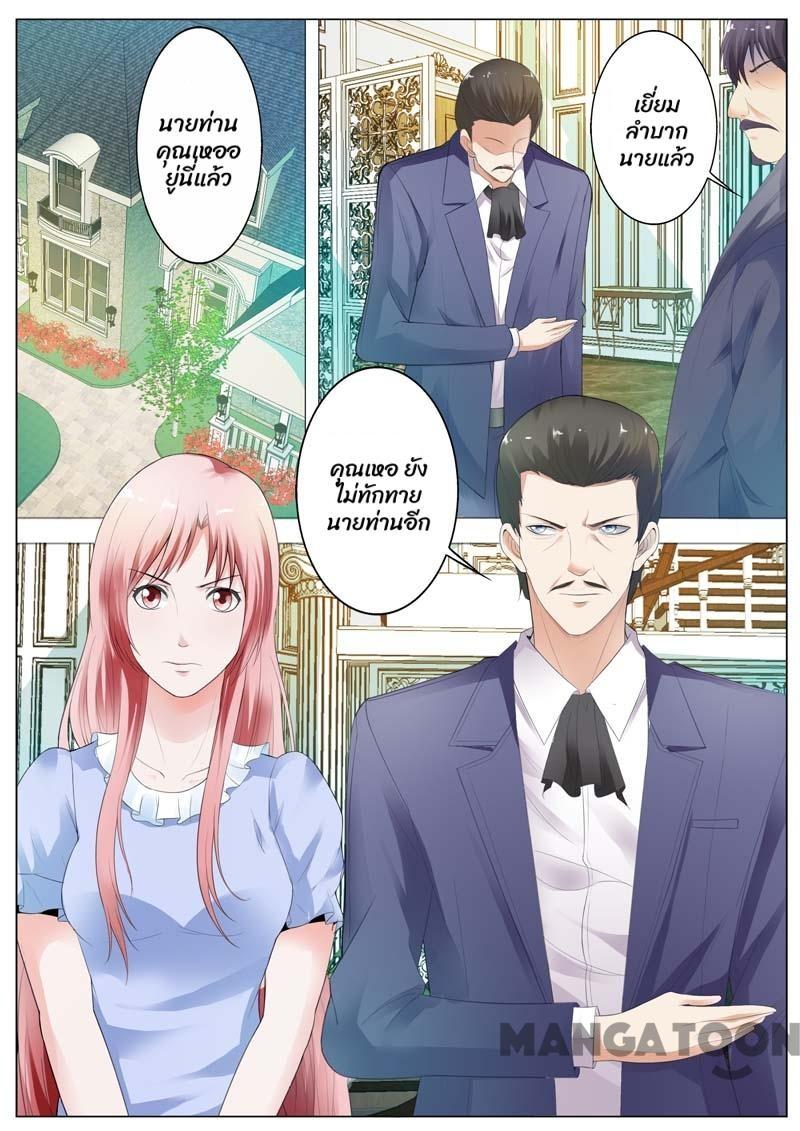 นายท่าน
คุณเหออ
ยู่นี่แล้ว
เยี่ยม
ลำบาก
นายแล้ว
คุณเหอ ยัง
ไม่ทักทาย
นายท่านอีก
MANGATOON